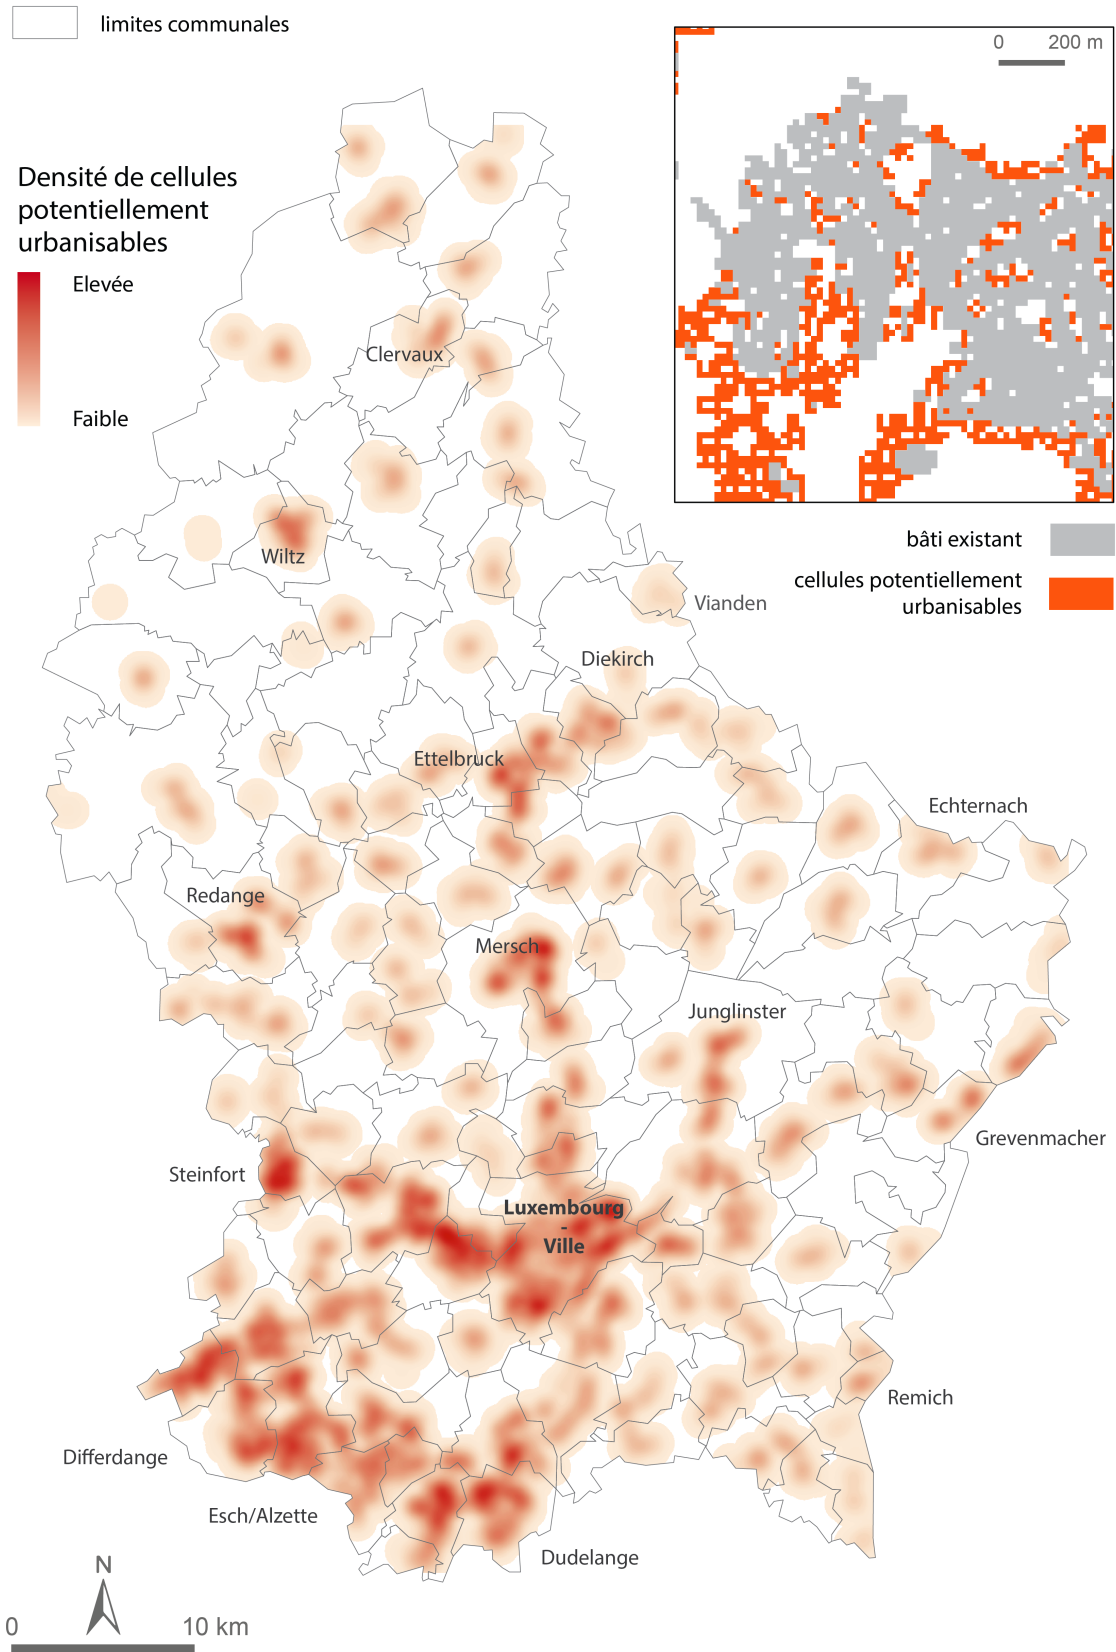 limites communales
0 200 m
Densité de cellules
potentiellement
urbanisables
Elevée
Faible
Clervaux
bâti existant
cellules potentiellement
urbanisables
Wiltz
Vianden
Diekirch
Ettelbruck
Echternach
Redange
Mersch
Junglinster
Grevenmacher
Steinfort
Luxembourg
-
Ville
Remich
Differdange
Esch/Alzette
Dudelange
N
0 10 km